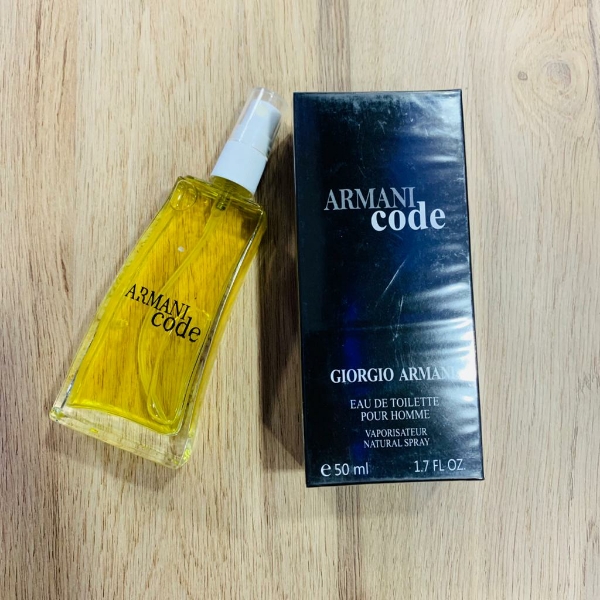 ARMANI
code
ARMANI
code
GIORGIO ARMANI
EAU DE TOILETTE
POUR HOMME
VAPORISATEUR
NATURAL SPRAY
e 50 ml 1.7 FL OZ.